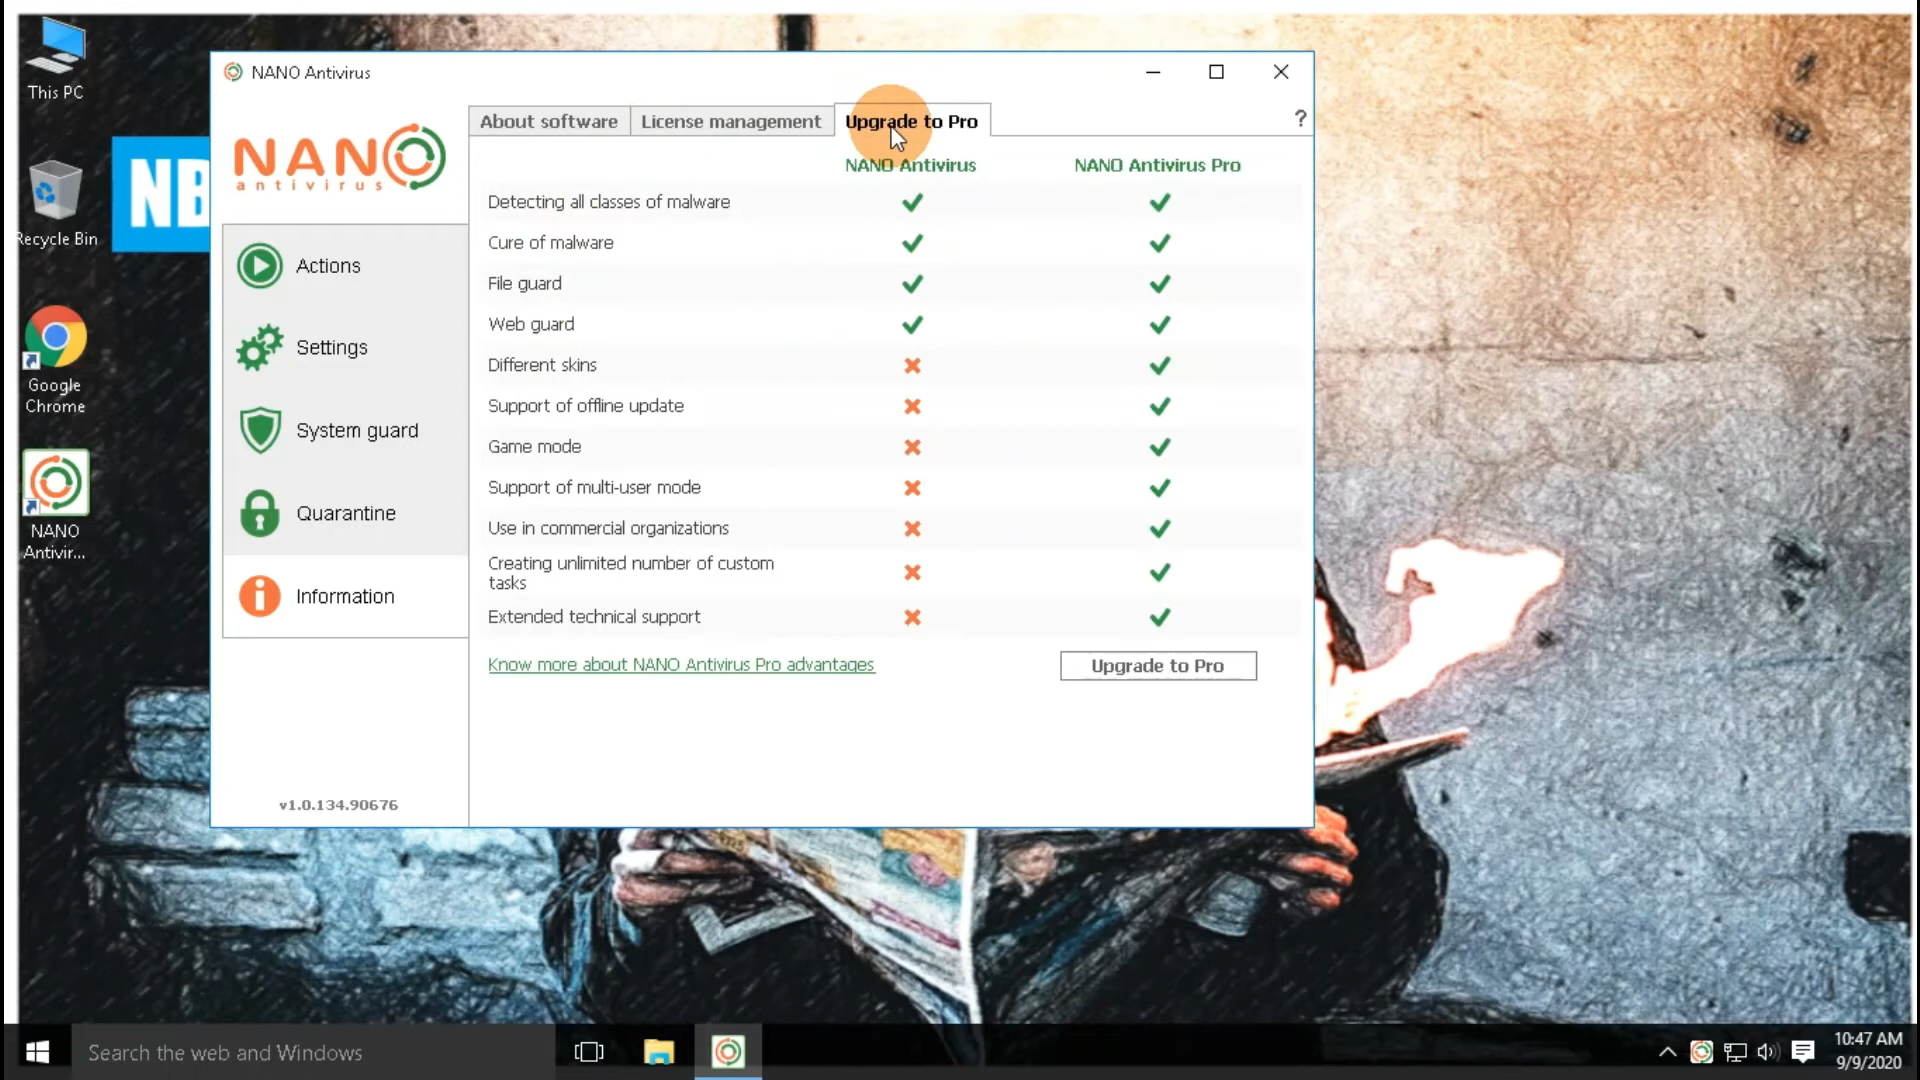 This PC
Recycle Bin
NB
Google
Chrome
NANO
Antivir...
NANO Antivirus
NANO
antivirus
Actions
Settings
System guard
Quarantine
Information
v1.0.134.90676
About software
License management
Upgrade to Pro
?
NANO Antivirus
NANO Antivirus Pro
Detecting all classes of malware
Cure of malware
File guard
Web guard
Different skins
Support of offline update
Game mode
Support of multi-user mode
Use in commercial organizations
Creating unlimited number of custom
tasks
Extended technical support
Know more about NANO Antivirus Pro advantages
Upgrade to Pro
Search the web and Windows
10:47 AM
9/9/2020